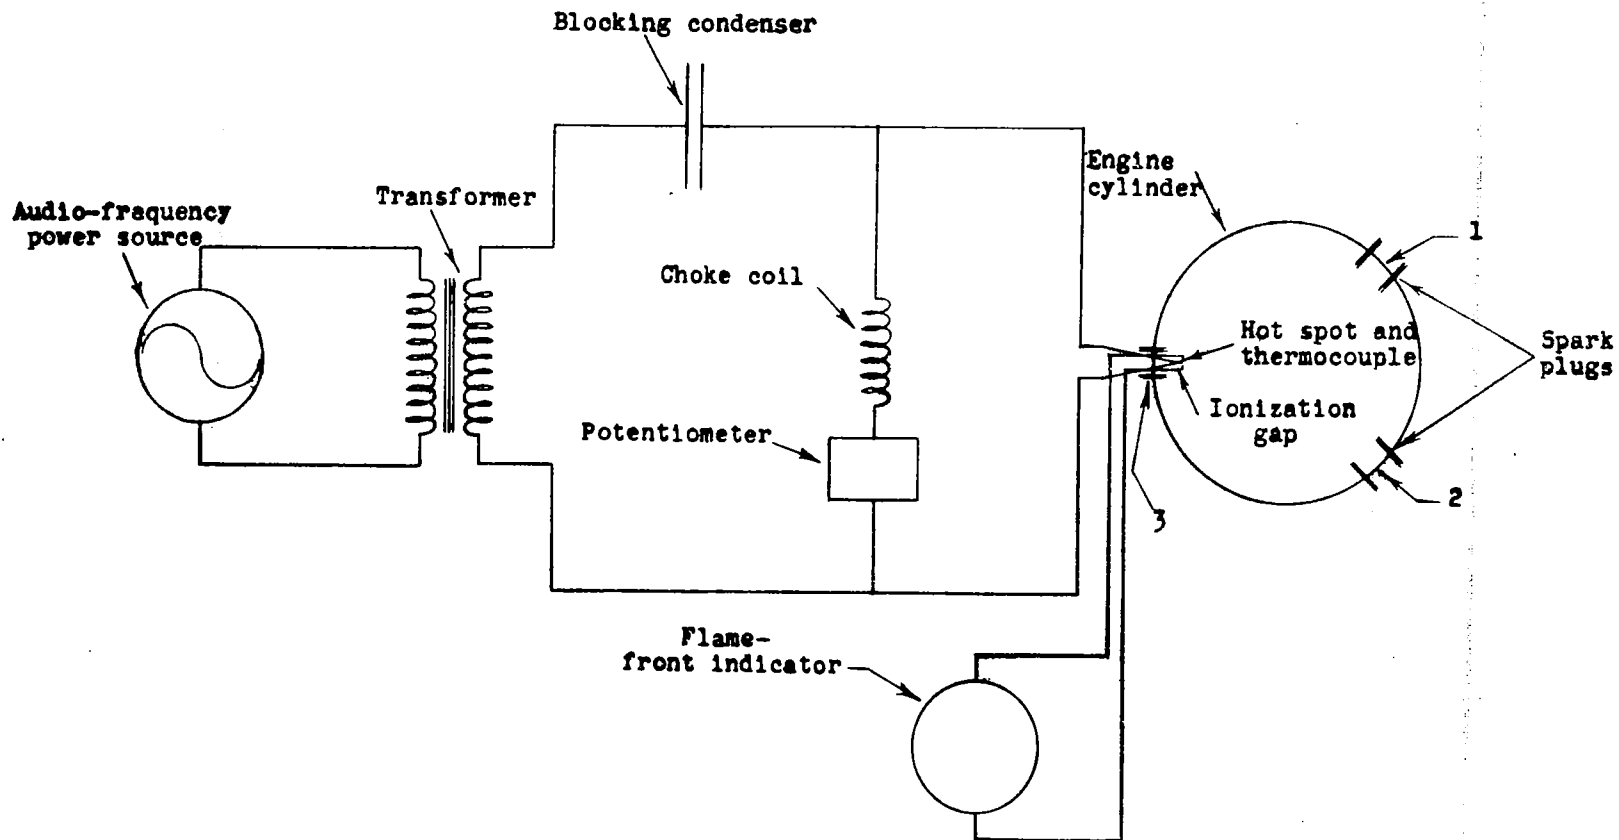 Blocking condenser
Engine
cylinder
Transformer
Audio-frequency
power source
1
Choke coil
Hot spot and
thermocouple
Spark
plugs
Ionization
gap
Potentiometer
2
3
Flame-
front indicator